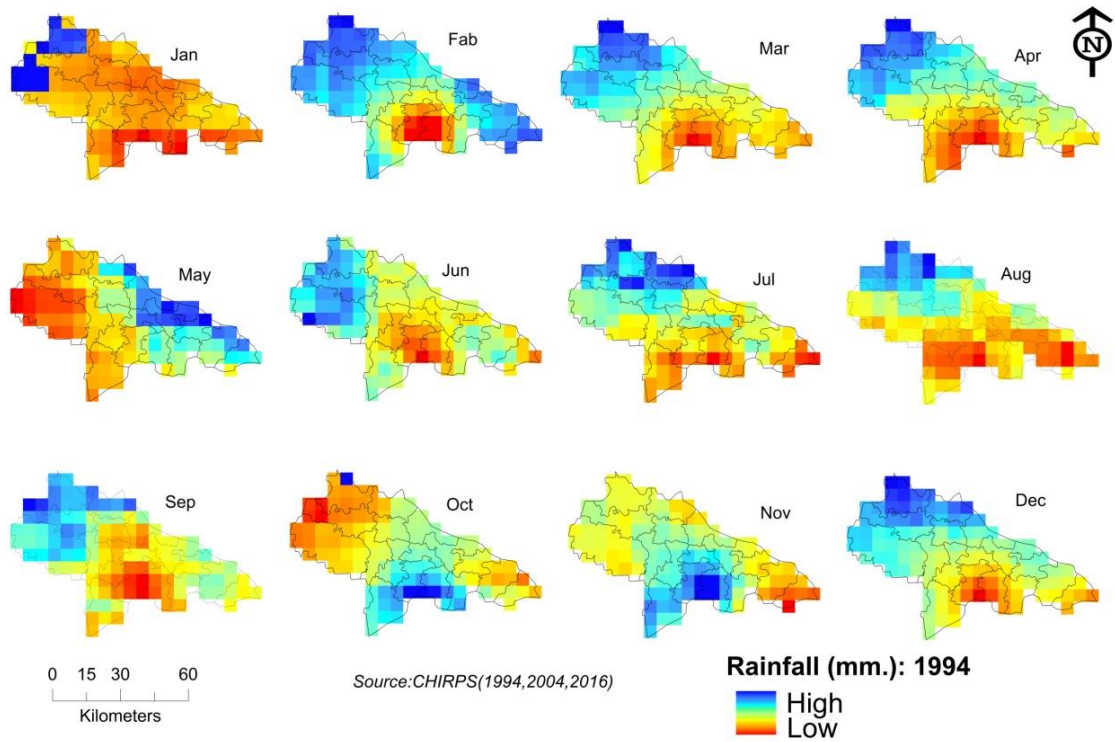 Jan
Fab
Mar
Apr
N
May
Jun
Jul
Aug
Sep
Oct
Nov
Dec
0 15 30 60
Kilometers
Source:CHIRPS(1994,2004,2016)
Rainfall (mm.): 1994
High
Low